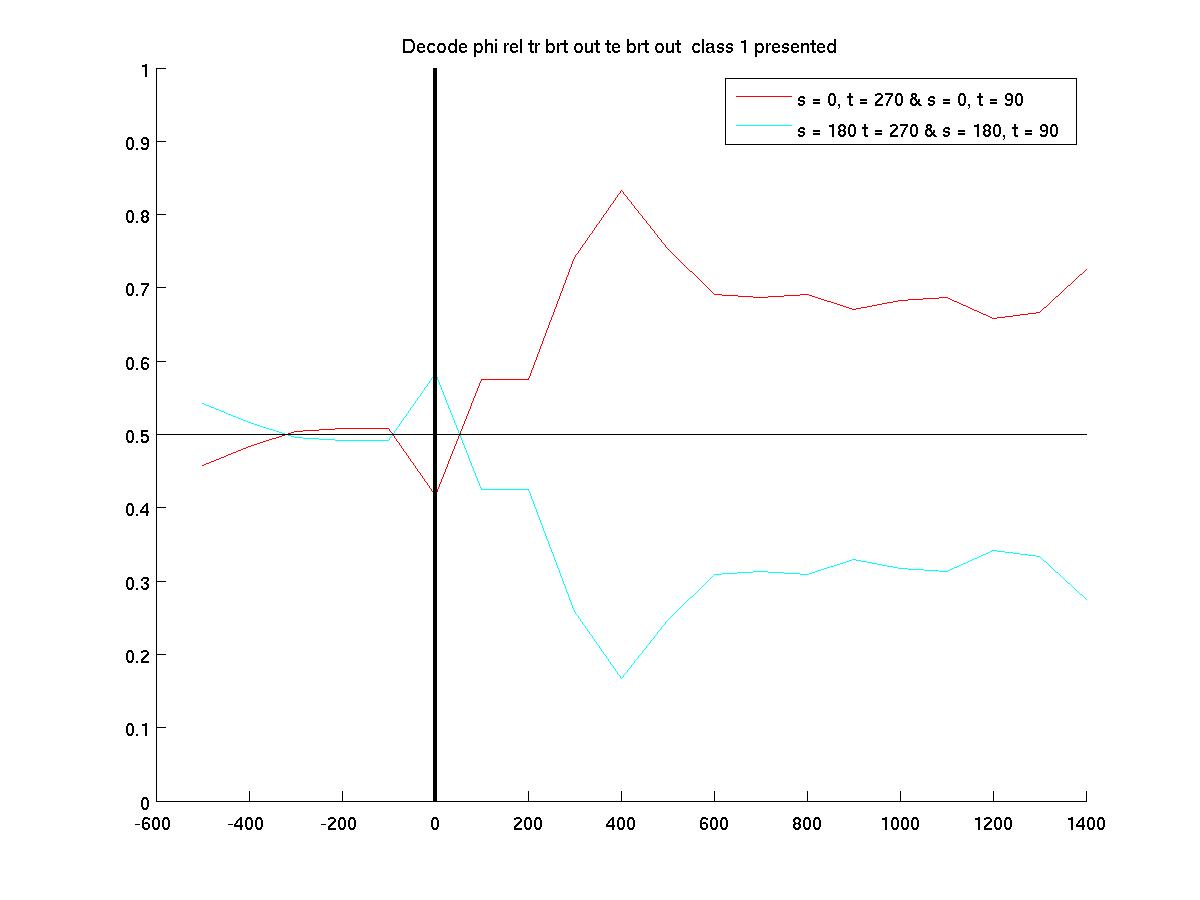 Decode phi rel tr brt out te brt out  class 1 presented
s = 0, t = 270 & s = 0, t = 90
s = 180 t = 270 & s = 180, t = 90
1
0.9
0.8
0.7
0.6
0.5
0.4
0.3
0.2
0.1
0
-600 -400 -200 0 200 400 600 800 1000 1200 1400